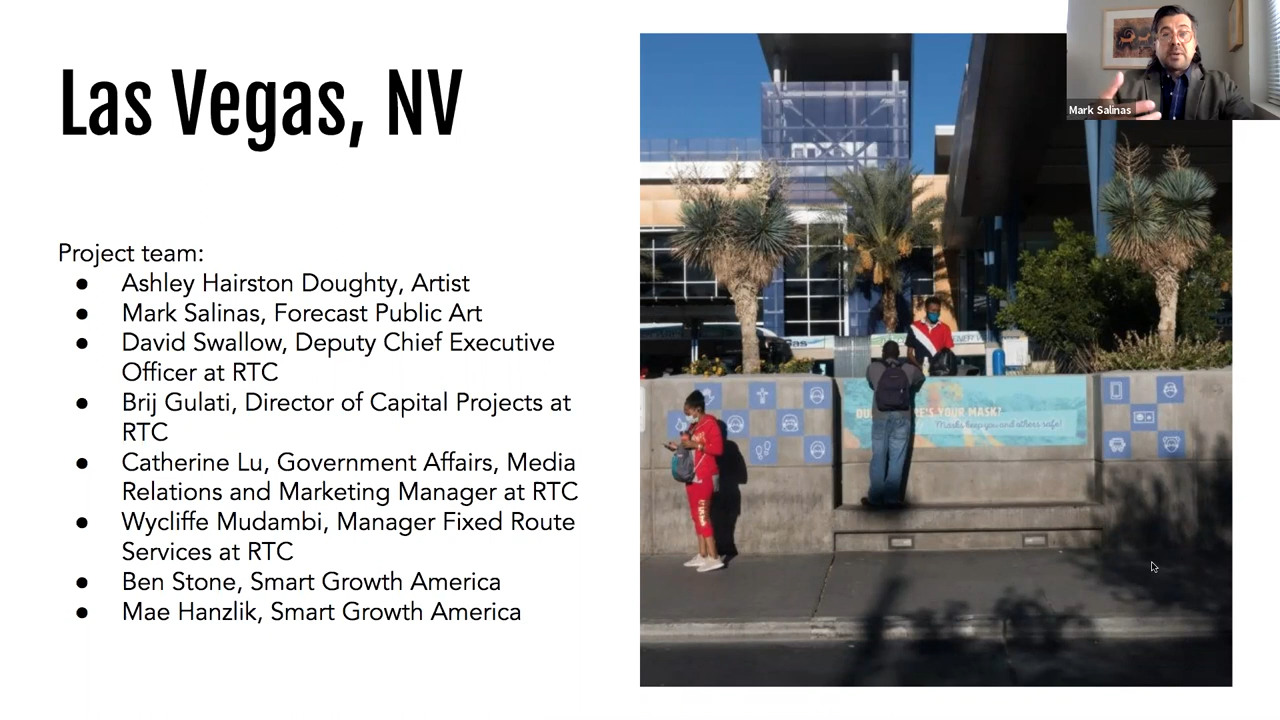 Las Vegas, NV
Mark Salinas
Project team:
● Ashley Hairston Doughty, Artist
● Mark Salinas, Forecast Public Art
● David Swallow, Deputy Chief Executive
Officer at RTC
● Brij Gulati, Director of Capital Projects at
RTC
● Catherine Lu, Government Affairs, Media
Relations and Marketing Manager at RTC
● Wycliffe Mudambi, Manager Fixed Route
Services at RTC
● Ben Stone, Smart Growth America
● Mae Hanzlik, Smart Growth America
YOUR MASK?
Masks keep you and others safe!